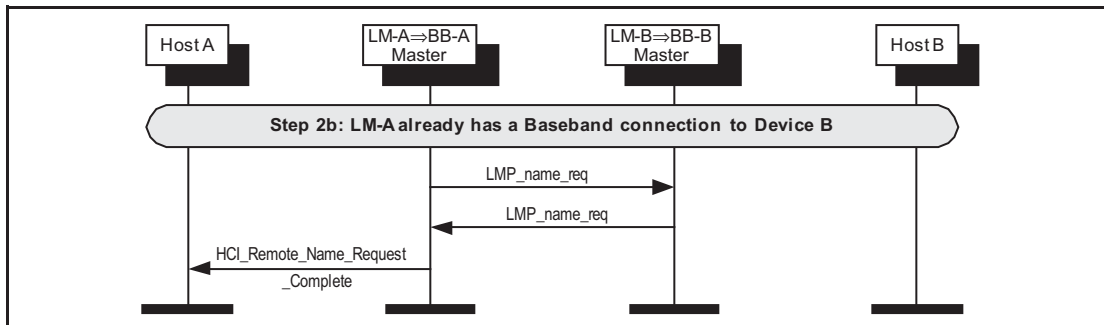 Host A
LM-A⇒BB-A
Master
LM-B⇒BB-B
Master
Host B
Step 2b: LM-A already has a Baseband connection to Device B
LMP_name_req
LMP_name_req
HCI_Remote_Name_Request
_Complete